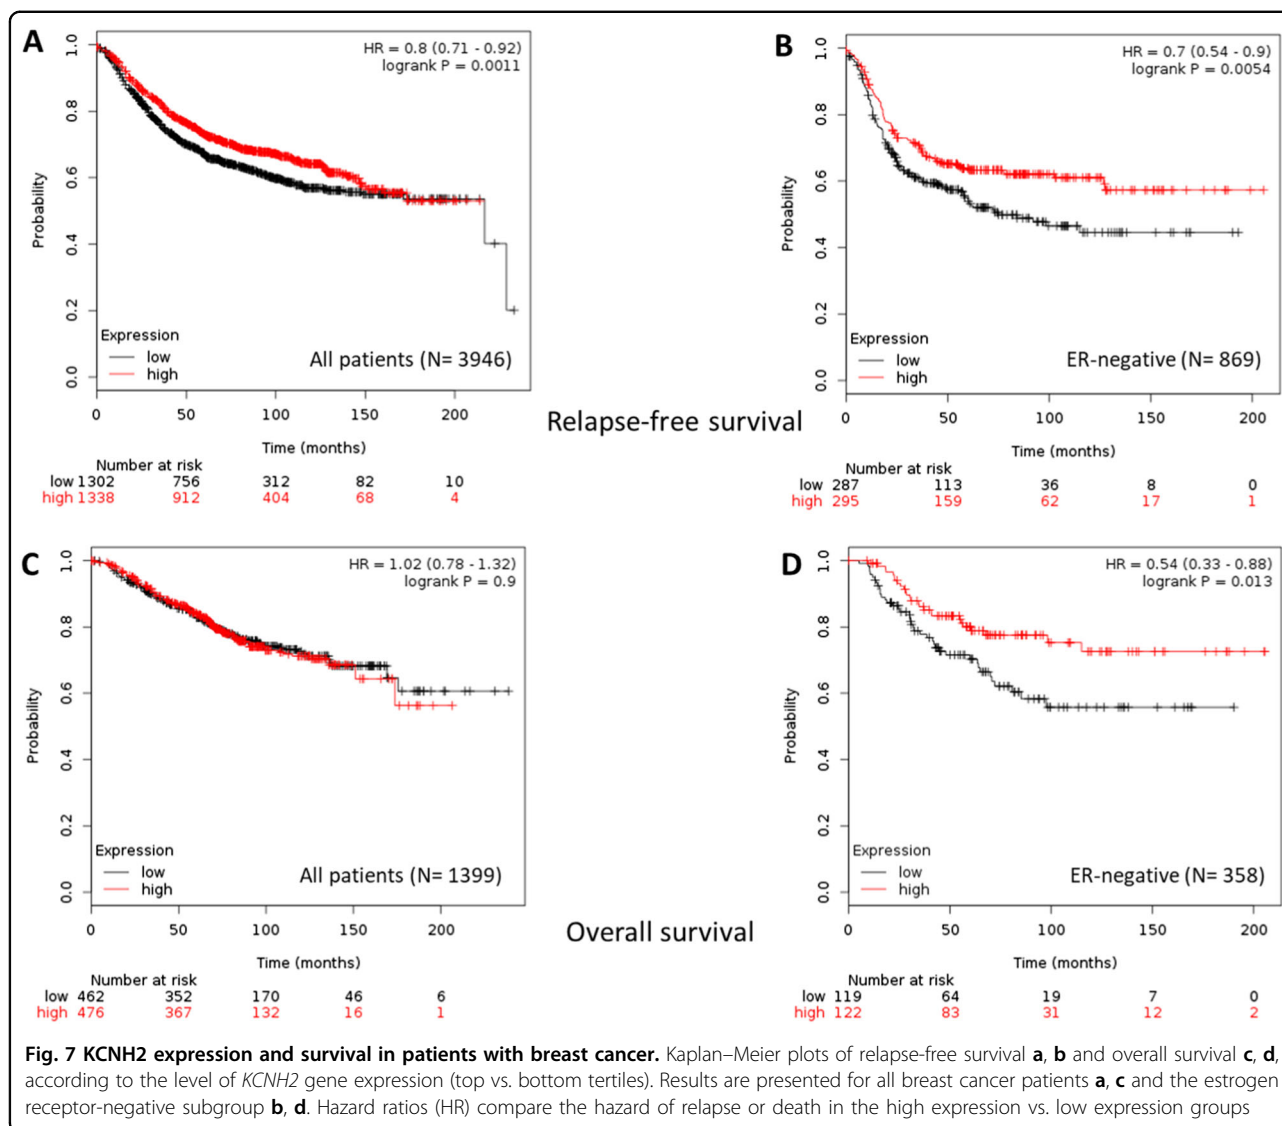 A
HR = 0.8 (0.71 - 0.92)
logrank P = 0.0011
Probability
1.0
0.8
0.6
0.4
0.2
0.0
Expression
low
high
All patients (N= 3946)
0 50 100 150 200
Time (months)
Number at risk
low 1302 756 312 82 10
high 1338 912 404 68 4
B
HR = 0.7 (0.54 - 0.9)
logrank P = 0.0054
Probability
1.0
0.8
0.6
0.4
0.2
0.0
Expression
low
high
ER-negative (N= 869)
0 50 100 150 200
Time (months)
Number at risk
low 287 113 36 8 0
high 295 159 62 17 1
Relapse-free survival
C
HR = 1.02 (0.78 - 1.32)
logrank P = 0.9
Probability
1.0
0.8
0.6
0.4
0.2
0.0
Expression
low
high
All patients (N= 1399)
0 50 100 150 200
Time (months)
Number at risk
low 462 352 170 46 6
high 476 367 132 16 1
D
HR = 0.54 (0.33 - 0.88)
logrank P = 0.013
Probability
1.0
0.8
0.6
0.4
0.2
0.0
Expression
low
high
ER-negative (N= 358)
0 50 100 150 200
Time (months)
Number at risk
low 119 64 19 7 0
high 122 83 31 12 2
Overall survival
Fig. 7 KCNH2 expression and survival in patients with breast cancer. Kaplan–Meier plots of relapse-free survival a, b and overall survival c, d,
according to the level of KCNH2 gene expression (top vs. bottom tertiles). Results are presented for all breast cancer patients a, c and the estrogen
receptor-negative subgroup b, d. Hazard ratios (HR) compare the hazard of relapse or death in the high expression vs. low expression groups